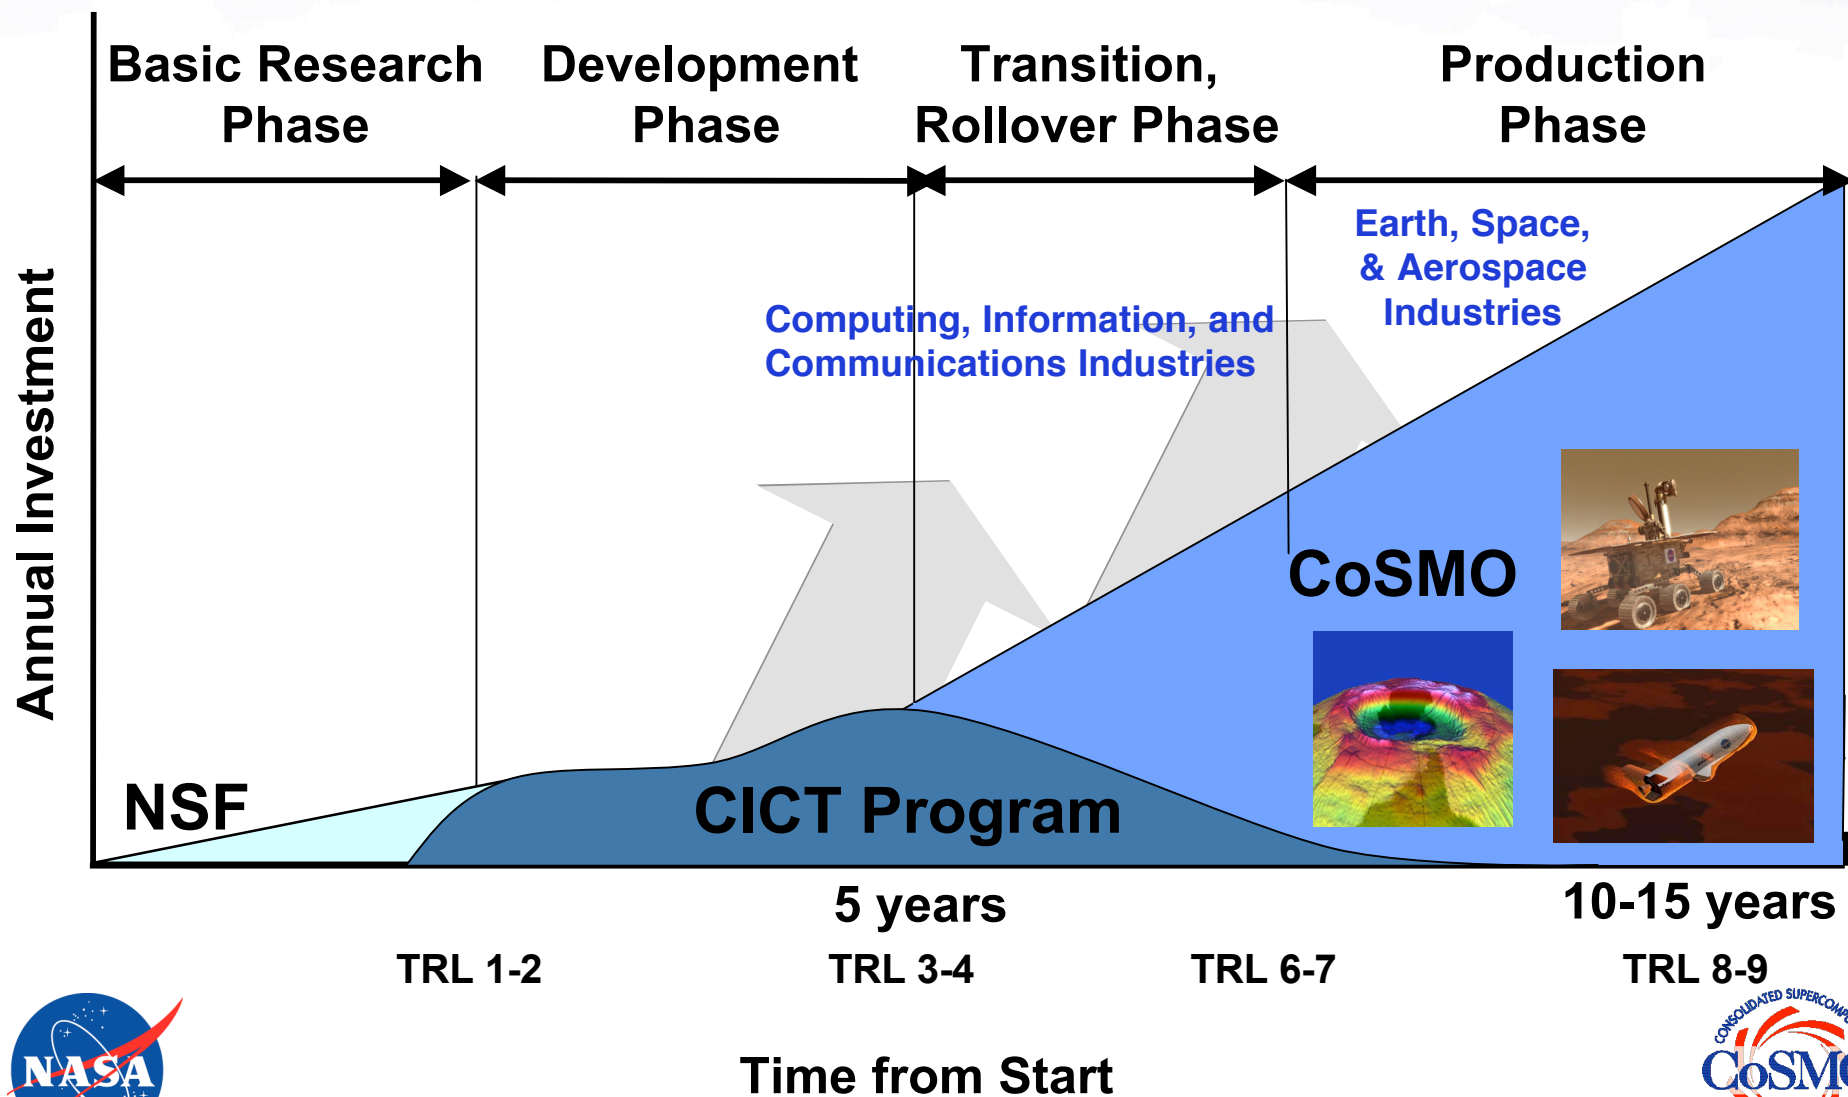 Basic Research
Phase
Development
Phase
Transition,
Rollover Phase
Production
Phase
Earth, Space,
& Aerospace
Industries
Computing, Information, and
Communications Industries
Annual Investment
CoSMO
NSF
CICT Program
5 years
10-15 years
TRL 1-2
TRL 3-4
TRL 6-7
TRL 8-9
Time from Start
NASA
CONSOLIDATED
CoSMO